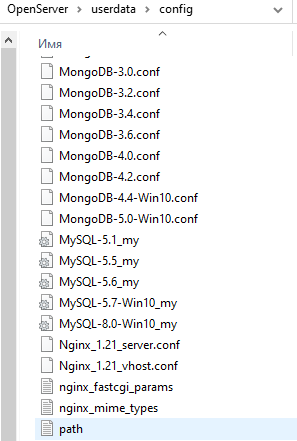 OpenServer › userdata › config
Имя
MongoDB-3.0.conf
MongoDB-3.2.conf
MongoDB-3.4.conf
MongoDB-3.6.conf
MongoDB-4.0.conf
MongoDB-4.2.conf
MongoDB-4.4-Win10.conf
MongoDB-5.0-Win10.conf
MySQL-5.1_my
MySQL-5.5_my
MySQL-5.6_my
MySQL-5.7-Win10_my
MySQL-8.0-Win10_my
Nginx_1.21_server.conf
Nginx_1.21_vhost.conf
nginx_fastcgi_params
nginx_mime_types
path